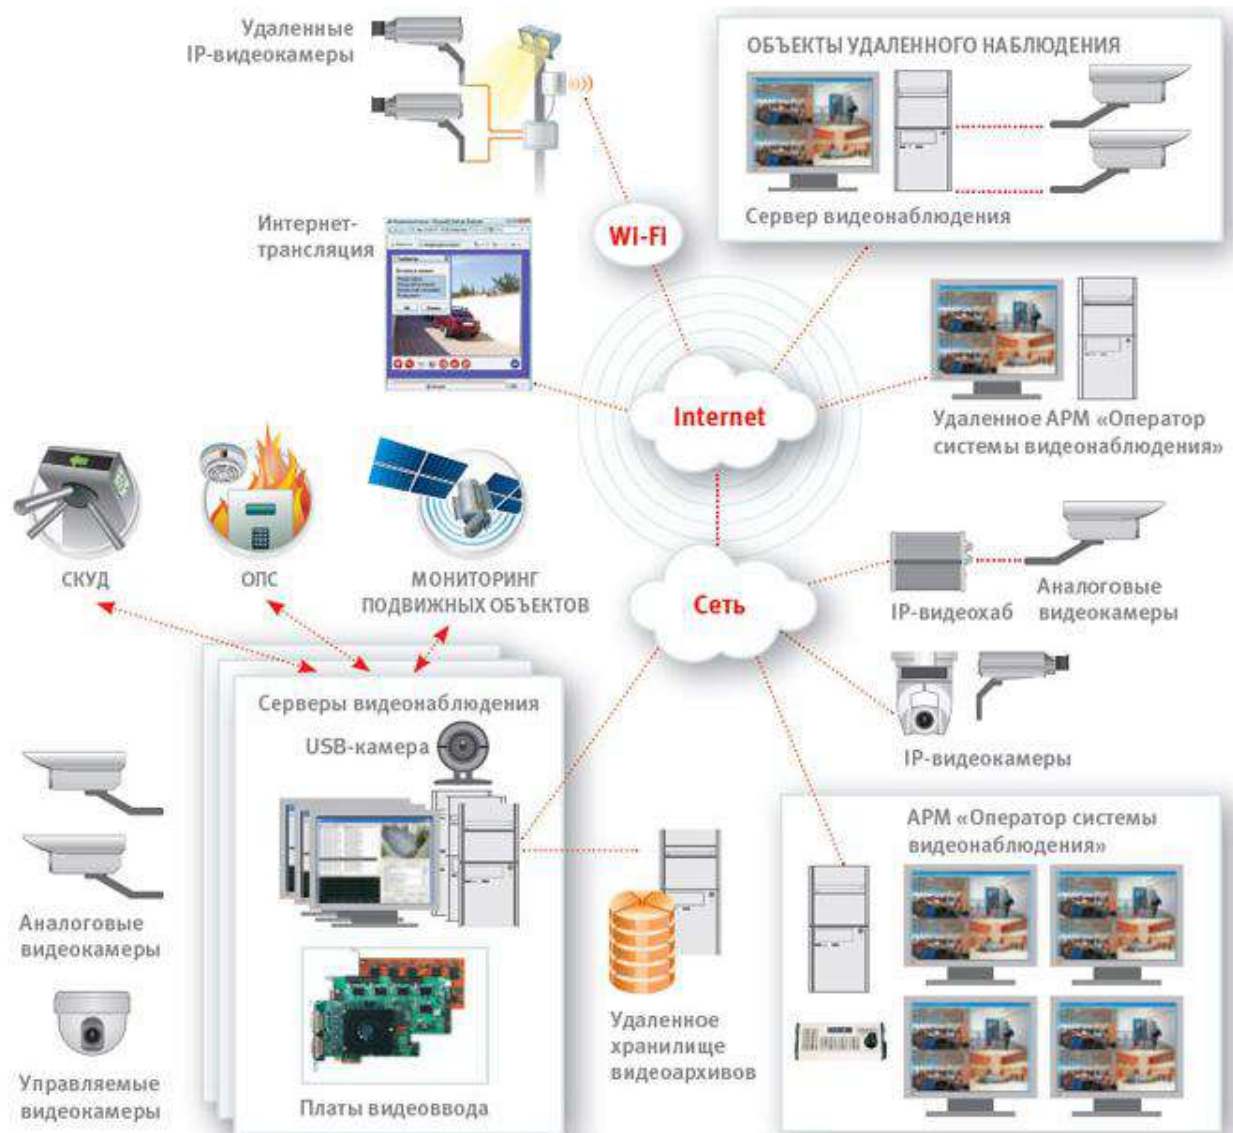 Удаленные
IP-видеокамеры
ОБЪЕКТЫ УДАЛЕННОГО НАБЛЮДЕНИЯ
Сервер видеонаблюдения
Wi-Fi
Интернет-
трансляция
Internet
Удаленное АРМ «Оператор
системы видеонаблюдения»
СКУД
ОПС
МОНИТОРИНГ
ПОДВИЖНЫХ ОБЪЕКТОВ
Сеть
IP-видеохаб
Аналоговые
видеокамеры
IP-видеокамеры
Серверы видеонаблюдения
USB-камера
Аналоговые
видеокамеры
Управляемые
видеокамеры
Платы видеоввода
Удаленное
хранилище
видеоархивов
АРМ «Оператор системы
видеонаблюдения»